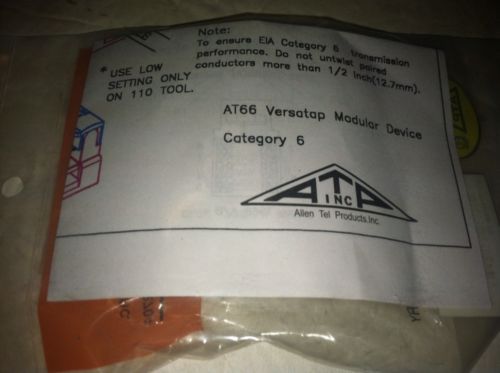 Note:
To ensure EIA Category 6 transmission
performance. Do not untwist paired
conductors more than 1/2 Inch(12.7mm).
* USE LOW
SETTING ONLY
ON 110 TOOL.
AT66 Versatap Modular Device
Category 6
ATP
INC
Allen Tel Products,Inc.